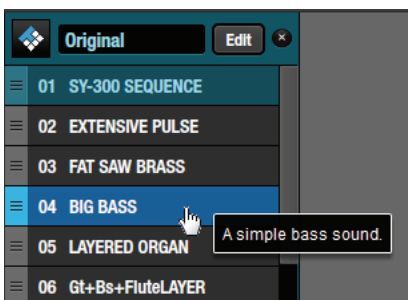 Original Edit
01 SY-300 SEQUENCE
02 EXTENSIVE PULSE
03 FAT SAW BRASS
04 BIG BASS
A simple bass sound.
05 LAYERED ORGAN
06 Gt+Bs+FluteLAYER